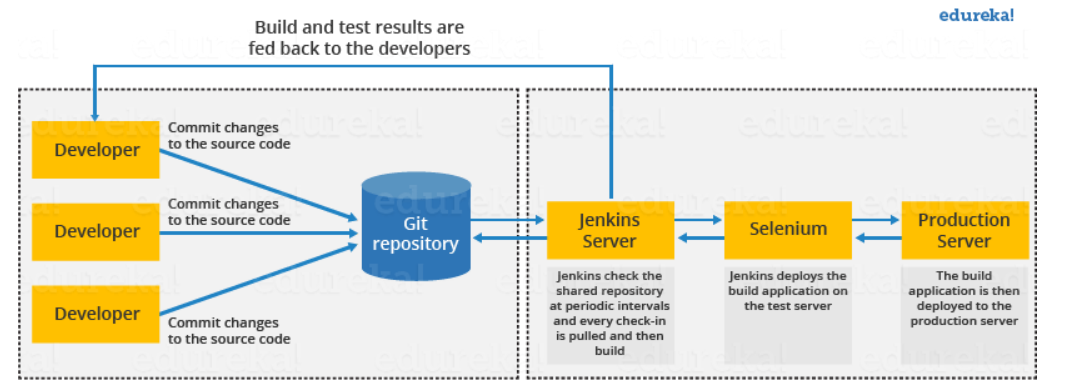 edureka!
Build and test results are
fed back to the developers
Developer
Commit changes
to the source code
Developer
Commit changes
to the source code
Developer
Commit changes
to the source code
Git
repository
Jenkins
Server
Jenkins check the
shared repository
at periodic intervals
and every check-in
is pulled and then
build
Selenium
Jenkins deploys the
build application on
the test server
Production
Server
The build
application is then
deployed to the
production server